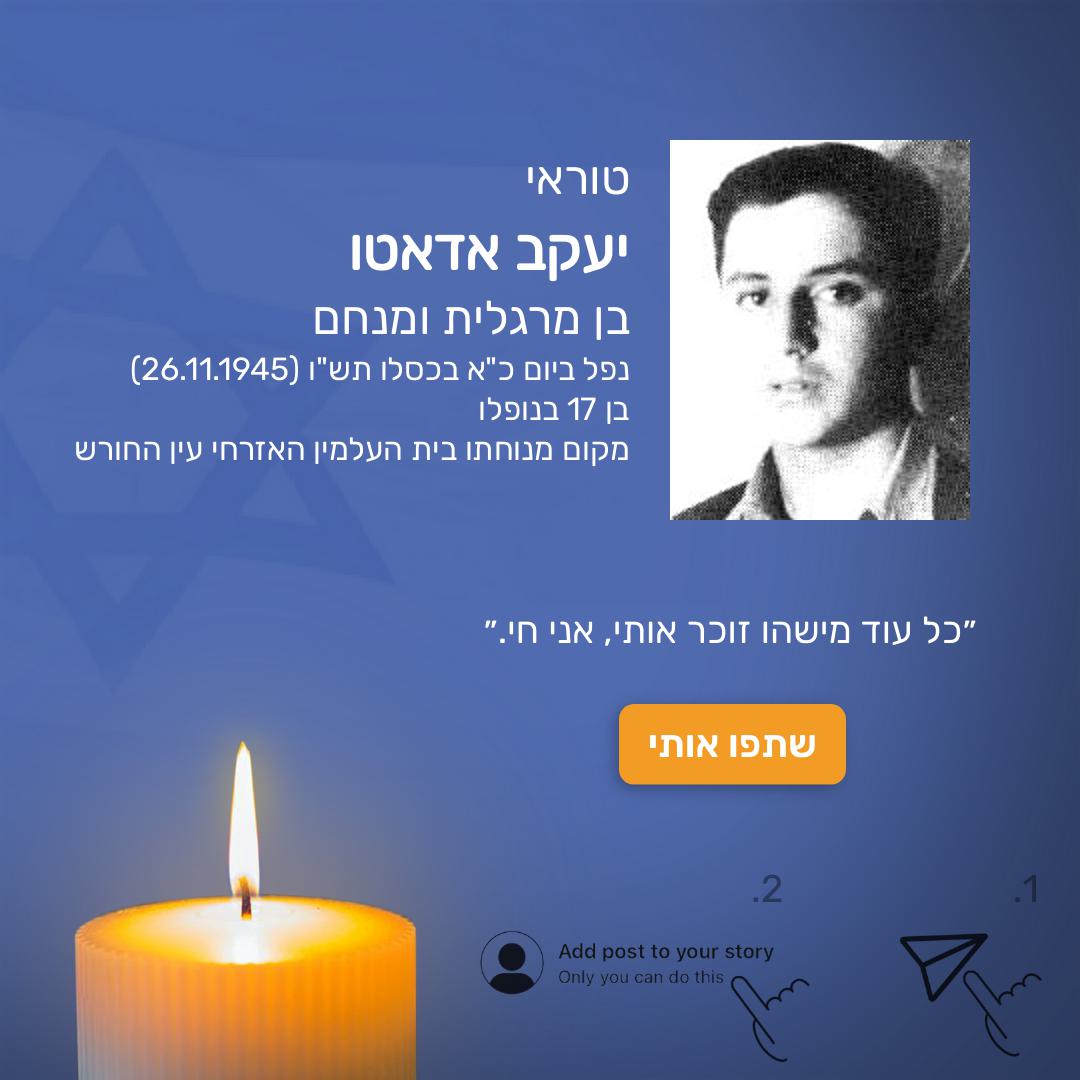 טוראי
יעקב אדאטו
בן מרגלית ומנחם
נפל ביום כ"א בכסלו תש"ו (26.11.1945)
בן 17 בנופלו
מקום מנוחתו בית העלמין האזרחי עין החורש
״כל עוד מישהו זוכר אותי, אני חי.״
שתפו אותי
.1
.2
Add post to your story
Only you can do this